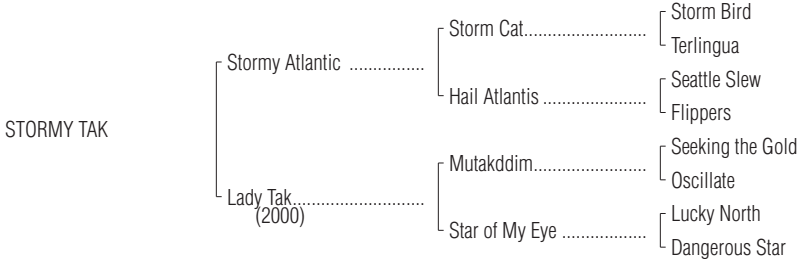 Storm Bird
Storm Cat........................
Terlingua
Stormy Atlantic ...............
Seattle Slew
Hail Atlantis .....................
Flippers
STORMY TAK
Seeking the Gold
Mutakddim.......................
Oscillate
Lady Tak..........................
(2000)
Lucky North
Star of My Eye .................
Dangerous Star